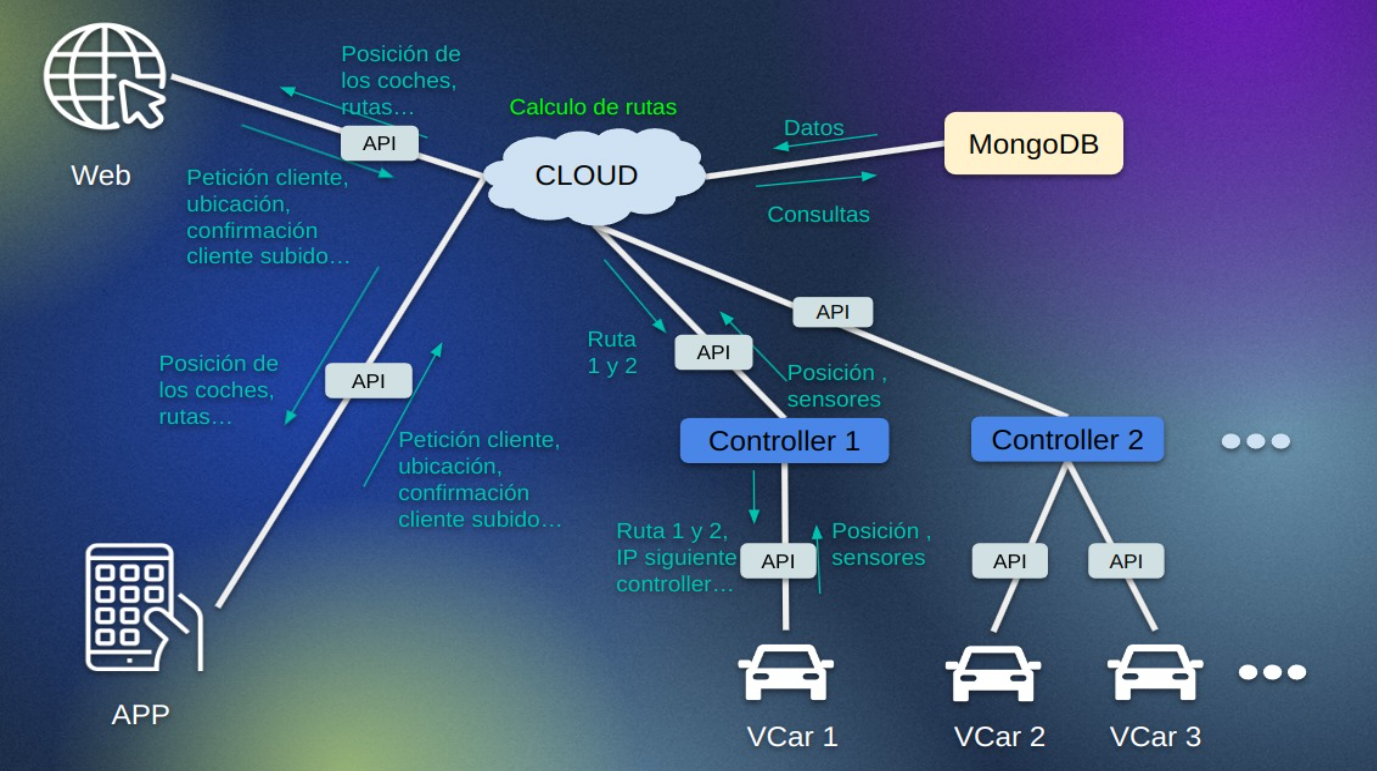 Posición de
los coches,
rutas…
Calculo de rutas
Datos
API
MongoDB
Web
CLOUD
Petición cliente,
ubicación,
confirmación
cliente subido…
Consultas
API
Ruta
1 y 2
API
Posición ,
sensores
Posición de
los coches,
rutas…
API
Petición cliente,
ubicación,
confirmación
cliente subido…
Controller 1
Controller 2
Ruta 1 y 2,
IP siguiente
controller…
API
Posición ,
sensores
API
API
APP
VCar 1
VCar 2
VCar 3